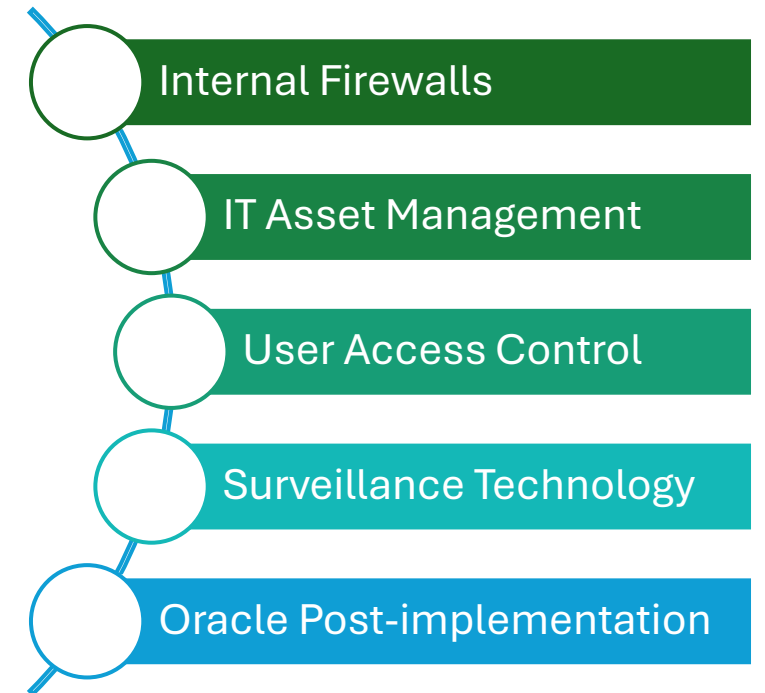 Internal Firewalls
IT Asset Management
User Access Control
Surveillance Technology
Oracle Post-implementation